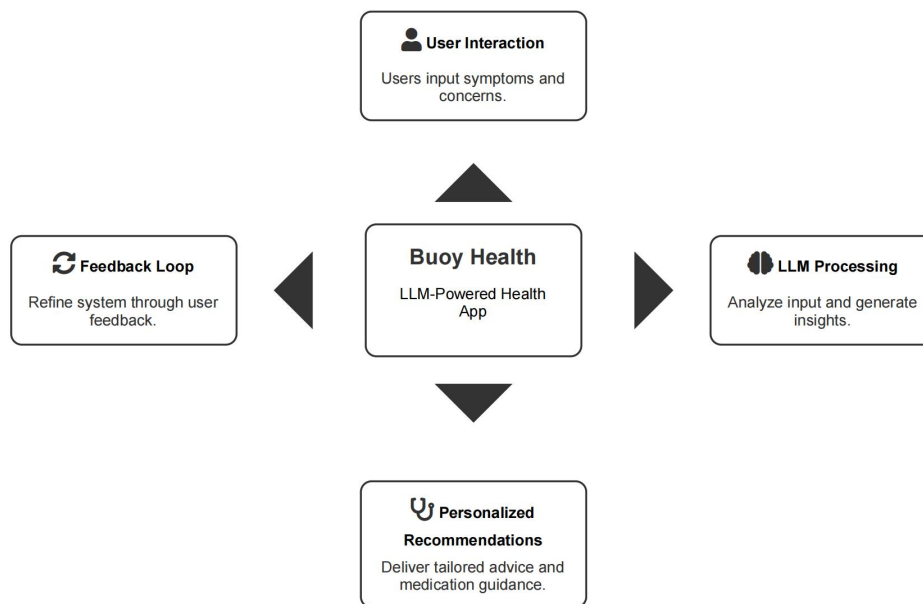 User Interaction
Users input symptoms and
concerns.
Feedback Loop
Refine system through user
feedback.
Buoy Health
LLM-Powered Health
App
LLM Processing
Analyze input and generate
insights.
Personalized
Recommendations
Deliver tailored advice and
medication guidance.